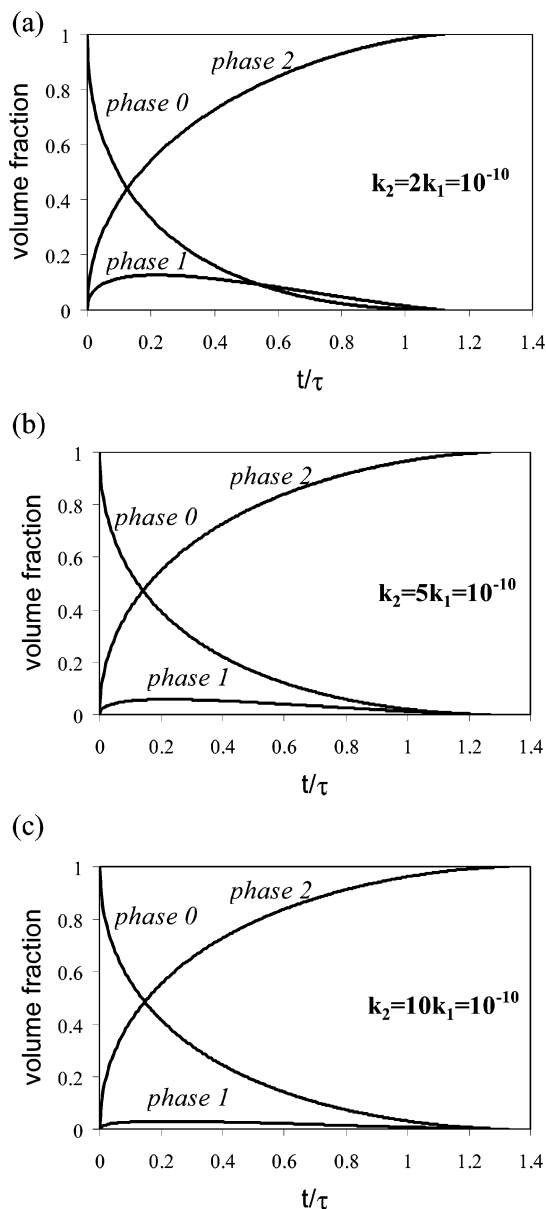 (a)
1
0.8
0.6
0.4
0.2
0
volume fraction
phase 2
phase 0
k₂=2k₁=10⁻¹⁰
phase 1
0 0.2 0.4 0.6 0.8 1 1.2 1.4
t/τ
(b)
1
0.8
0.6
0.4
0.2
0
volume fraction
phase 2
phase 0
k₂=5k₁=10⁻¹⁰
phase 1
0 0.2 0.4 0.6 0.8 1 1.2 1.4
t/τ
(c)
1
0.8
0.6
0.4
0.2
0
volume fraction
phase 2
phase 0
k₂=10k₁=10⁻¹⁰
phase 1
0 0.2 0.4 0.6 0.8 1 1.2 1.4
t/τ